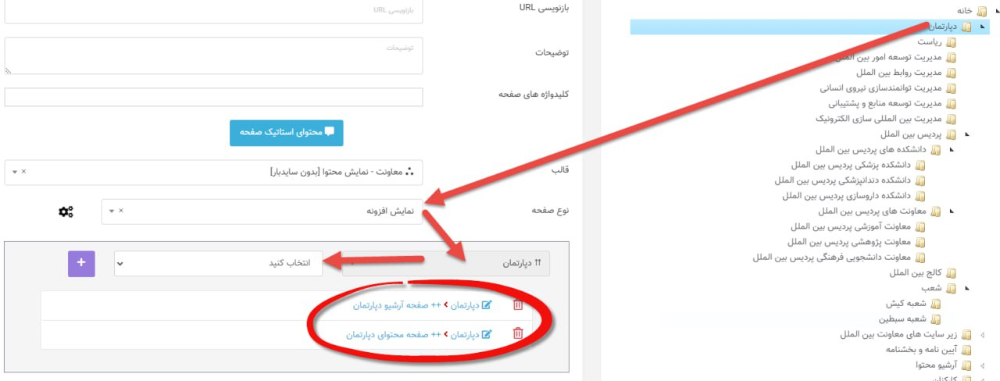 خانه
دپارتمان
ریاست
مدیریت توسعه امور بین الملل
مدیریت روابط بین الملل
مدیریت توانمندسازی نیروی انسانی
مدیریت توسعه منابع و پشتیبانی
مدیریت بین المللی سازی الکترونیک
پردیس بین الملل
دانشکده های پردیس بین الملل
دانشکده پزشکی پردیس بین الملل
دانشکده دندانپزشکی پردیس بین الملل
دانشکده داروسازی پردیس بین الملل
معاونت های پردیس بین الملل
معاونت آموزشی پردیس بین الملل
معاونت پژوهشی پردیس بین الملل
معاونت دانشجویی فرهنگی پردیس بین الملل
کالج بین الملل
شعب
شعبه کیش
شعبه سبطین
زیر سایت های معاونت بین الملل
آیین نامه و بخشنامه
آرشیو محتوا
کارکنان
بازنویسی URL
بازنویسی URL
توضیحات
توضیحات
کلیدواژه های صفحه
محتوای استاتیک صفحه
قالب
معاونت - نمایش محتوا [بدون سایدبار]
نوع صفحه
نمایش افزونه
دپارتمان
انتخاب کنید
دپارتمان > ++ صفحه آرشیو دپارتمان
دپارتمان > ++ صفحه محتوای دپارتمان